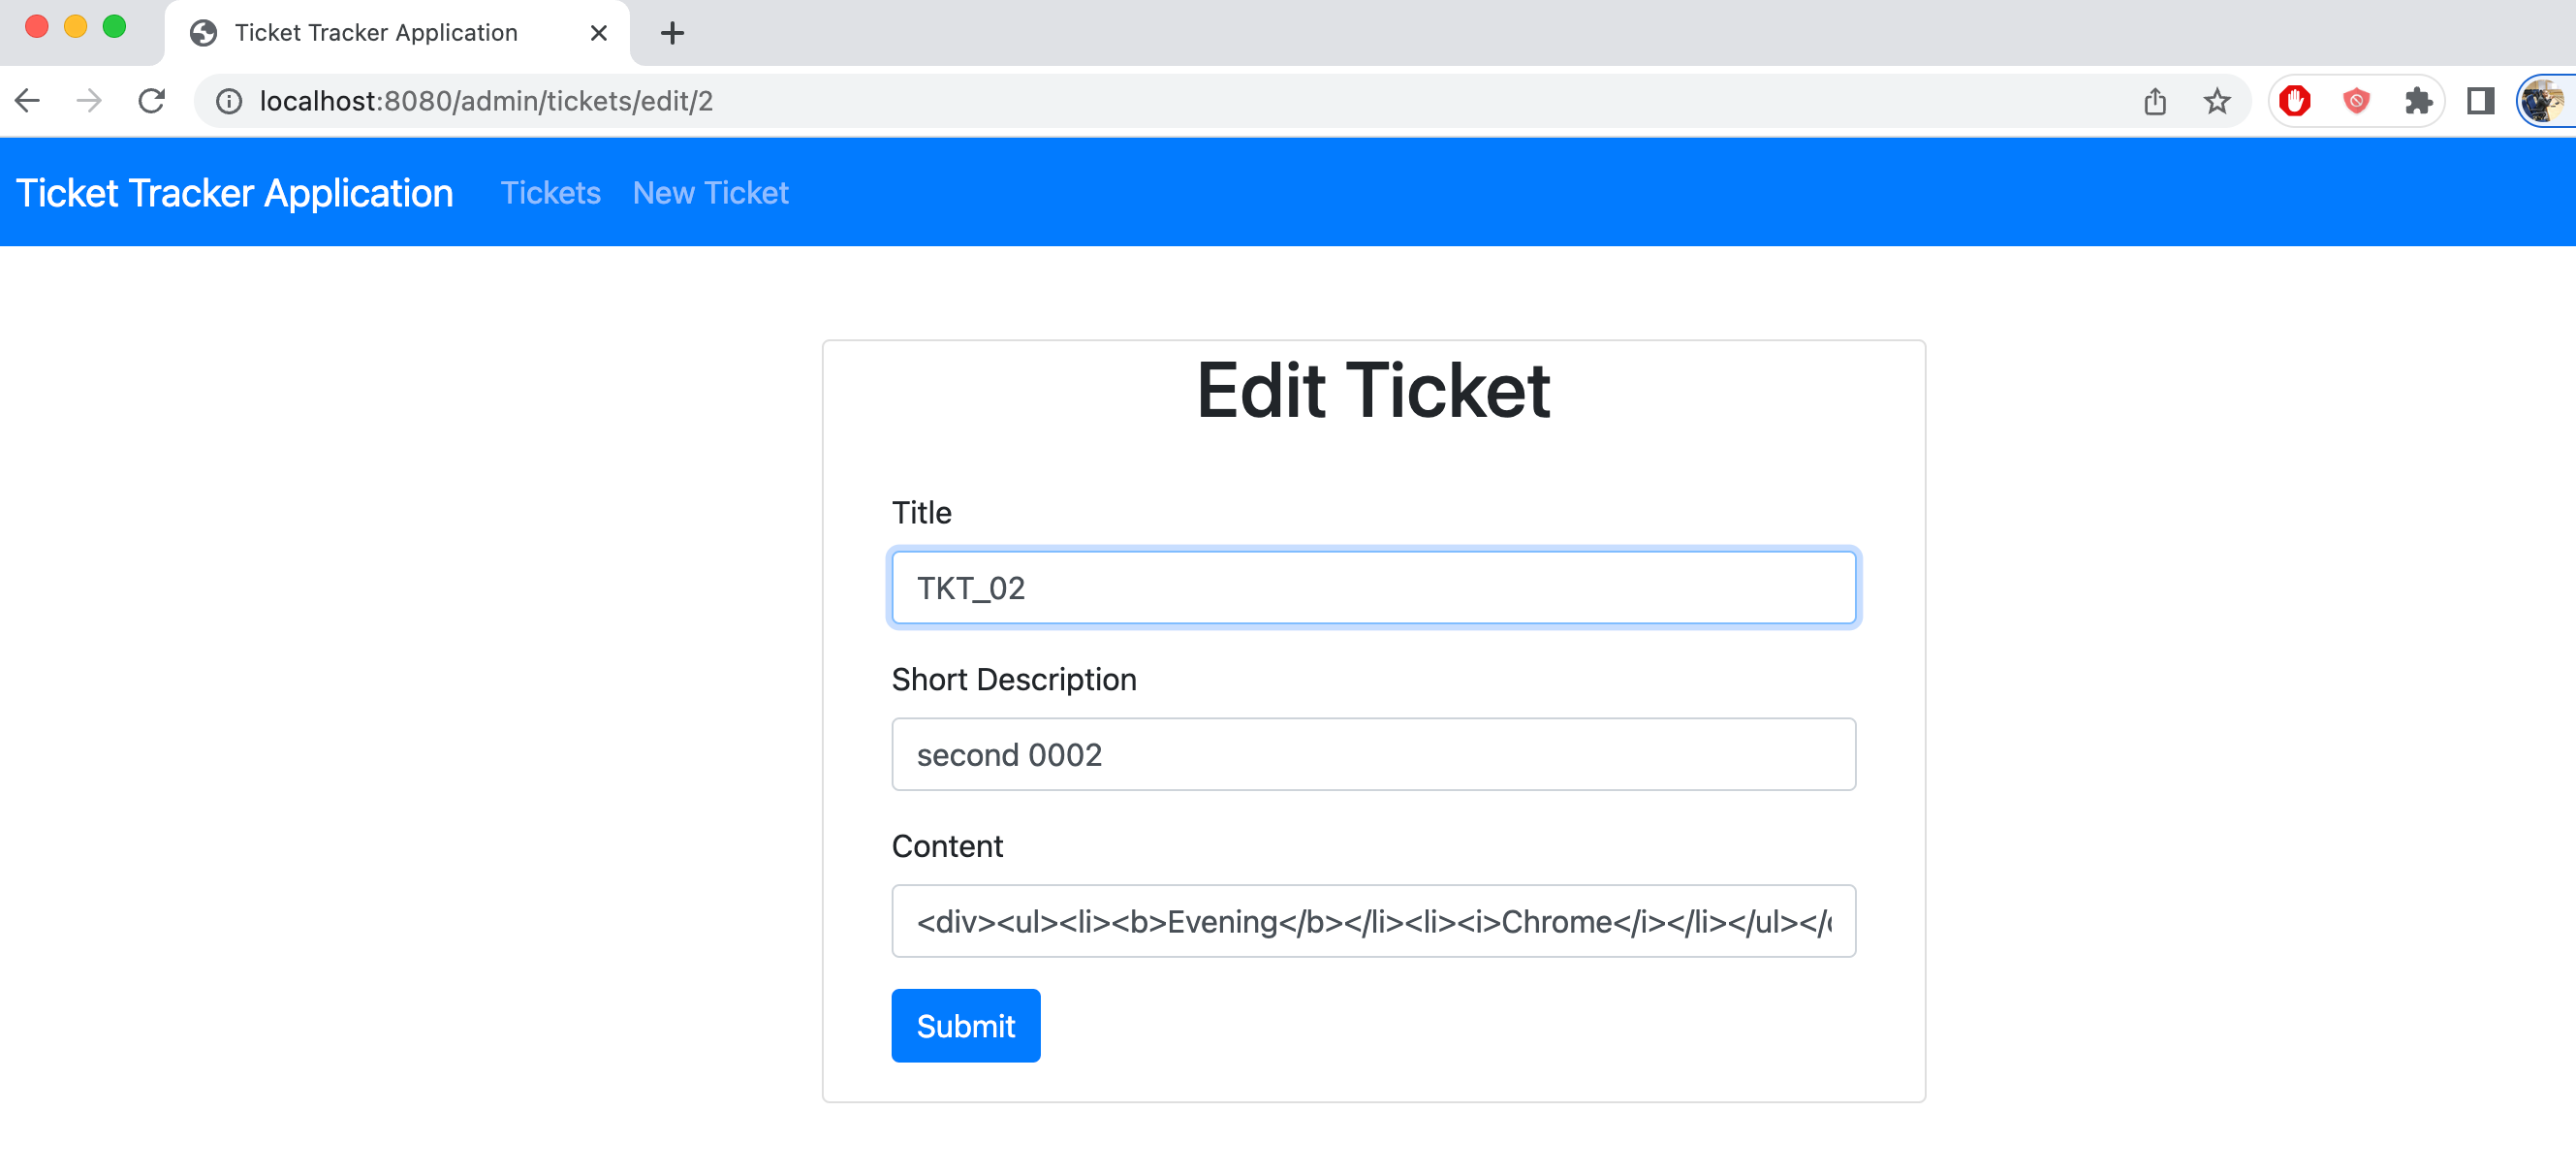 Ticket Tracker Application
localhost:8080/admin/tickets/edit/2
Ticket Tracker Application Tickets New Ticket
Edit Ticket
Title
TKT_02
Short Description
second 0002
Content
<div><ul><li><b>Evening</b></li><li><i>Chrome</i></li></ul></
Submit